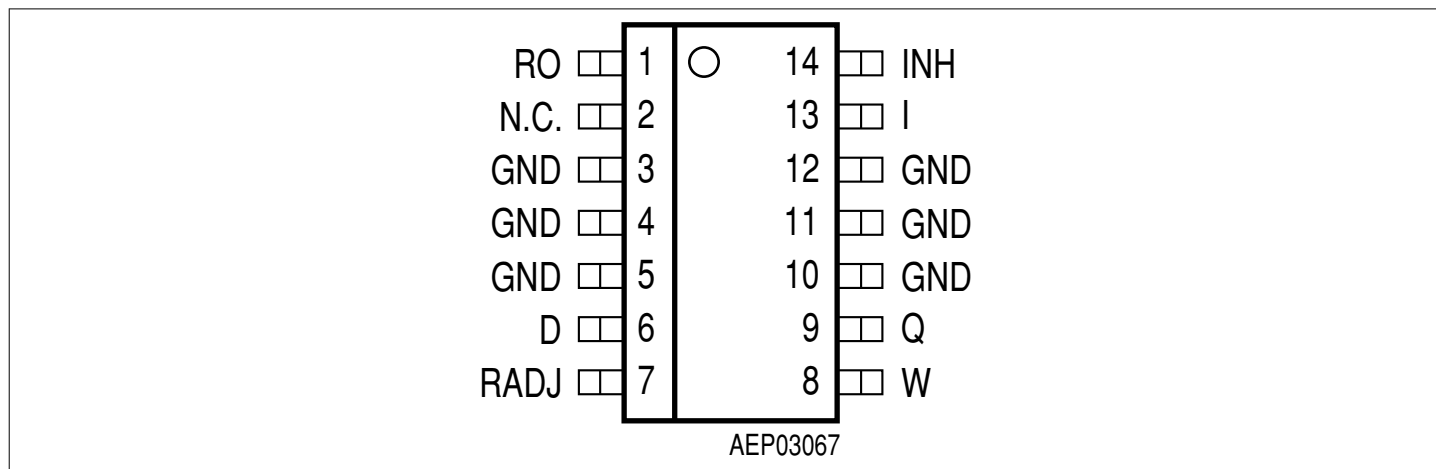 RO 1 14 INH
N.C. 2 13 I
GND 3 12 GND
GND 4 11 GND
GND 5 10 GND
D 6 9 Q
RADJ 7 8 W
AEP03067